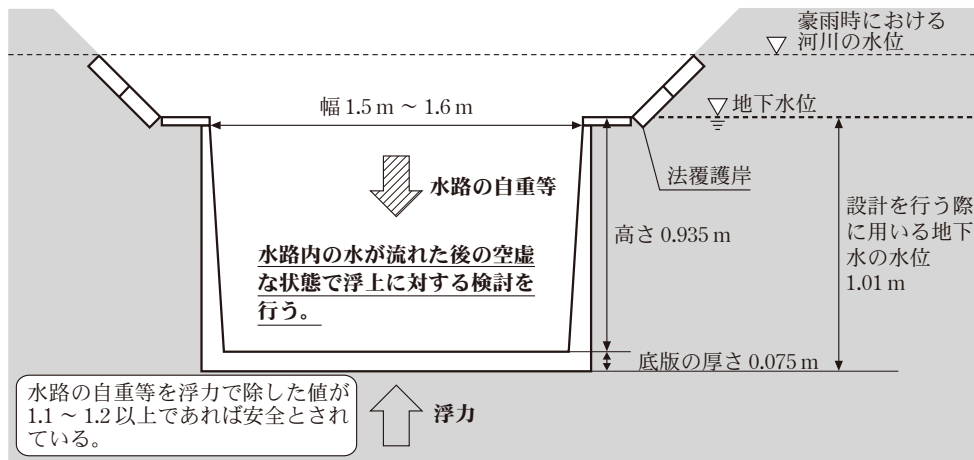 豪雨時における
河川の水位
幅 1.5 m ～ 1.6 m
地下水位
水路の自重等
法覆護岸
高さ 0.935 m
設計を行う際
に用いる地下
水の水位
1.01 m
水路内の水が流れた後の空虚
な状態で浮上に対する検討を
行う。
底版の厚さ 0.075 m
水路の自重等を浮力で除した値が
1.1 ～ 1.2 以上であれば安全とされ
ている。
浮力